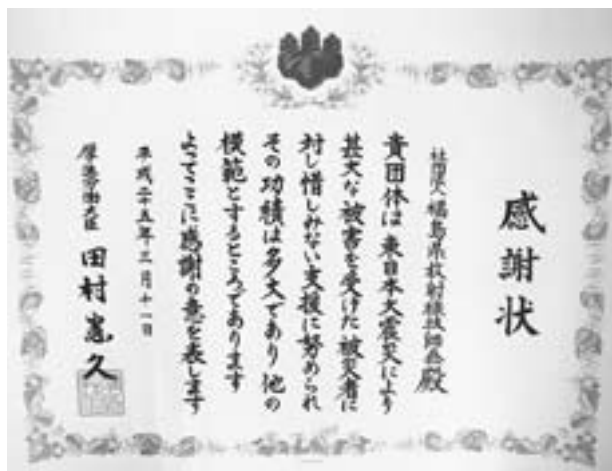 感謝状
社団法人福島県放射線技師会殿
貴団体は東日本大震災により
甚大な被害を受けた被災者に
対し惜しみない支援に努められ
その功績は多大であり他の
模範とするところであります
よってここに感謝の意を表します
平成二十五年三月十一日
厚生労働大臣 田村憲久